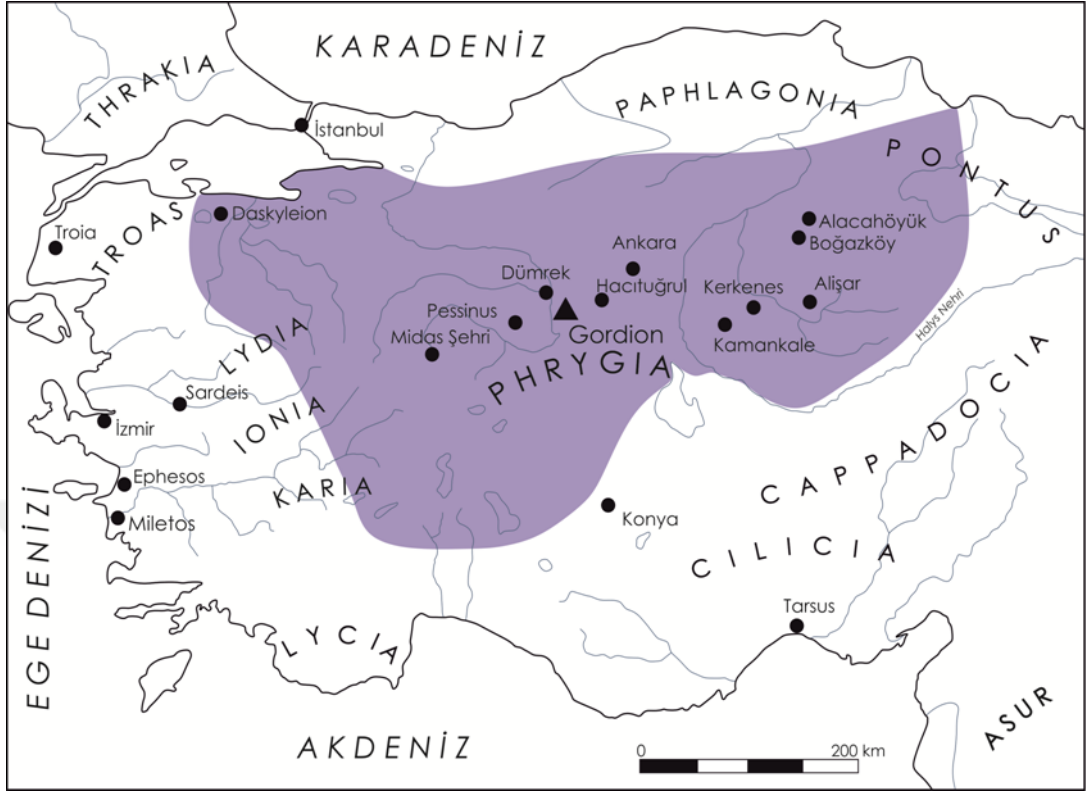 KARADENİZ
THRAKIA
PAPHLAGONIA
İstanbul
PONTUS
Daskyleion
Troia
TROAS
Alacahöyük
Boğazköy
Ankara
Dümrek
Hacıtuğrul
Kerkenes
Alişar
Pessinus
Gordion
Midas Şehri
Kamankale
Halys Nehri
PHRYGIA
LYDIA
Sardeis
İzmir
IONIA
CAPPADOCIA
Ephesos
KARIA
Miletos
Konya
CILICIA
EGE DENİZİ
Tarsus
LYCIA
ASUR
AKDENİZ
0 200 km